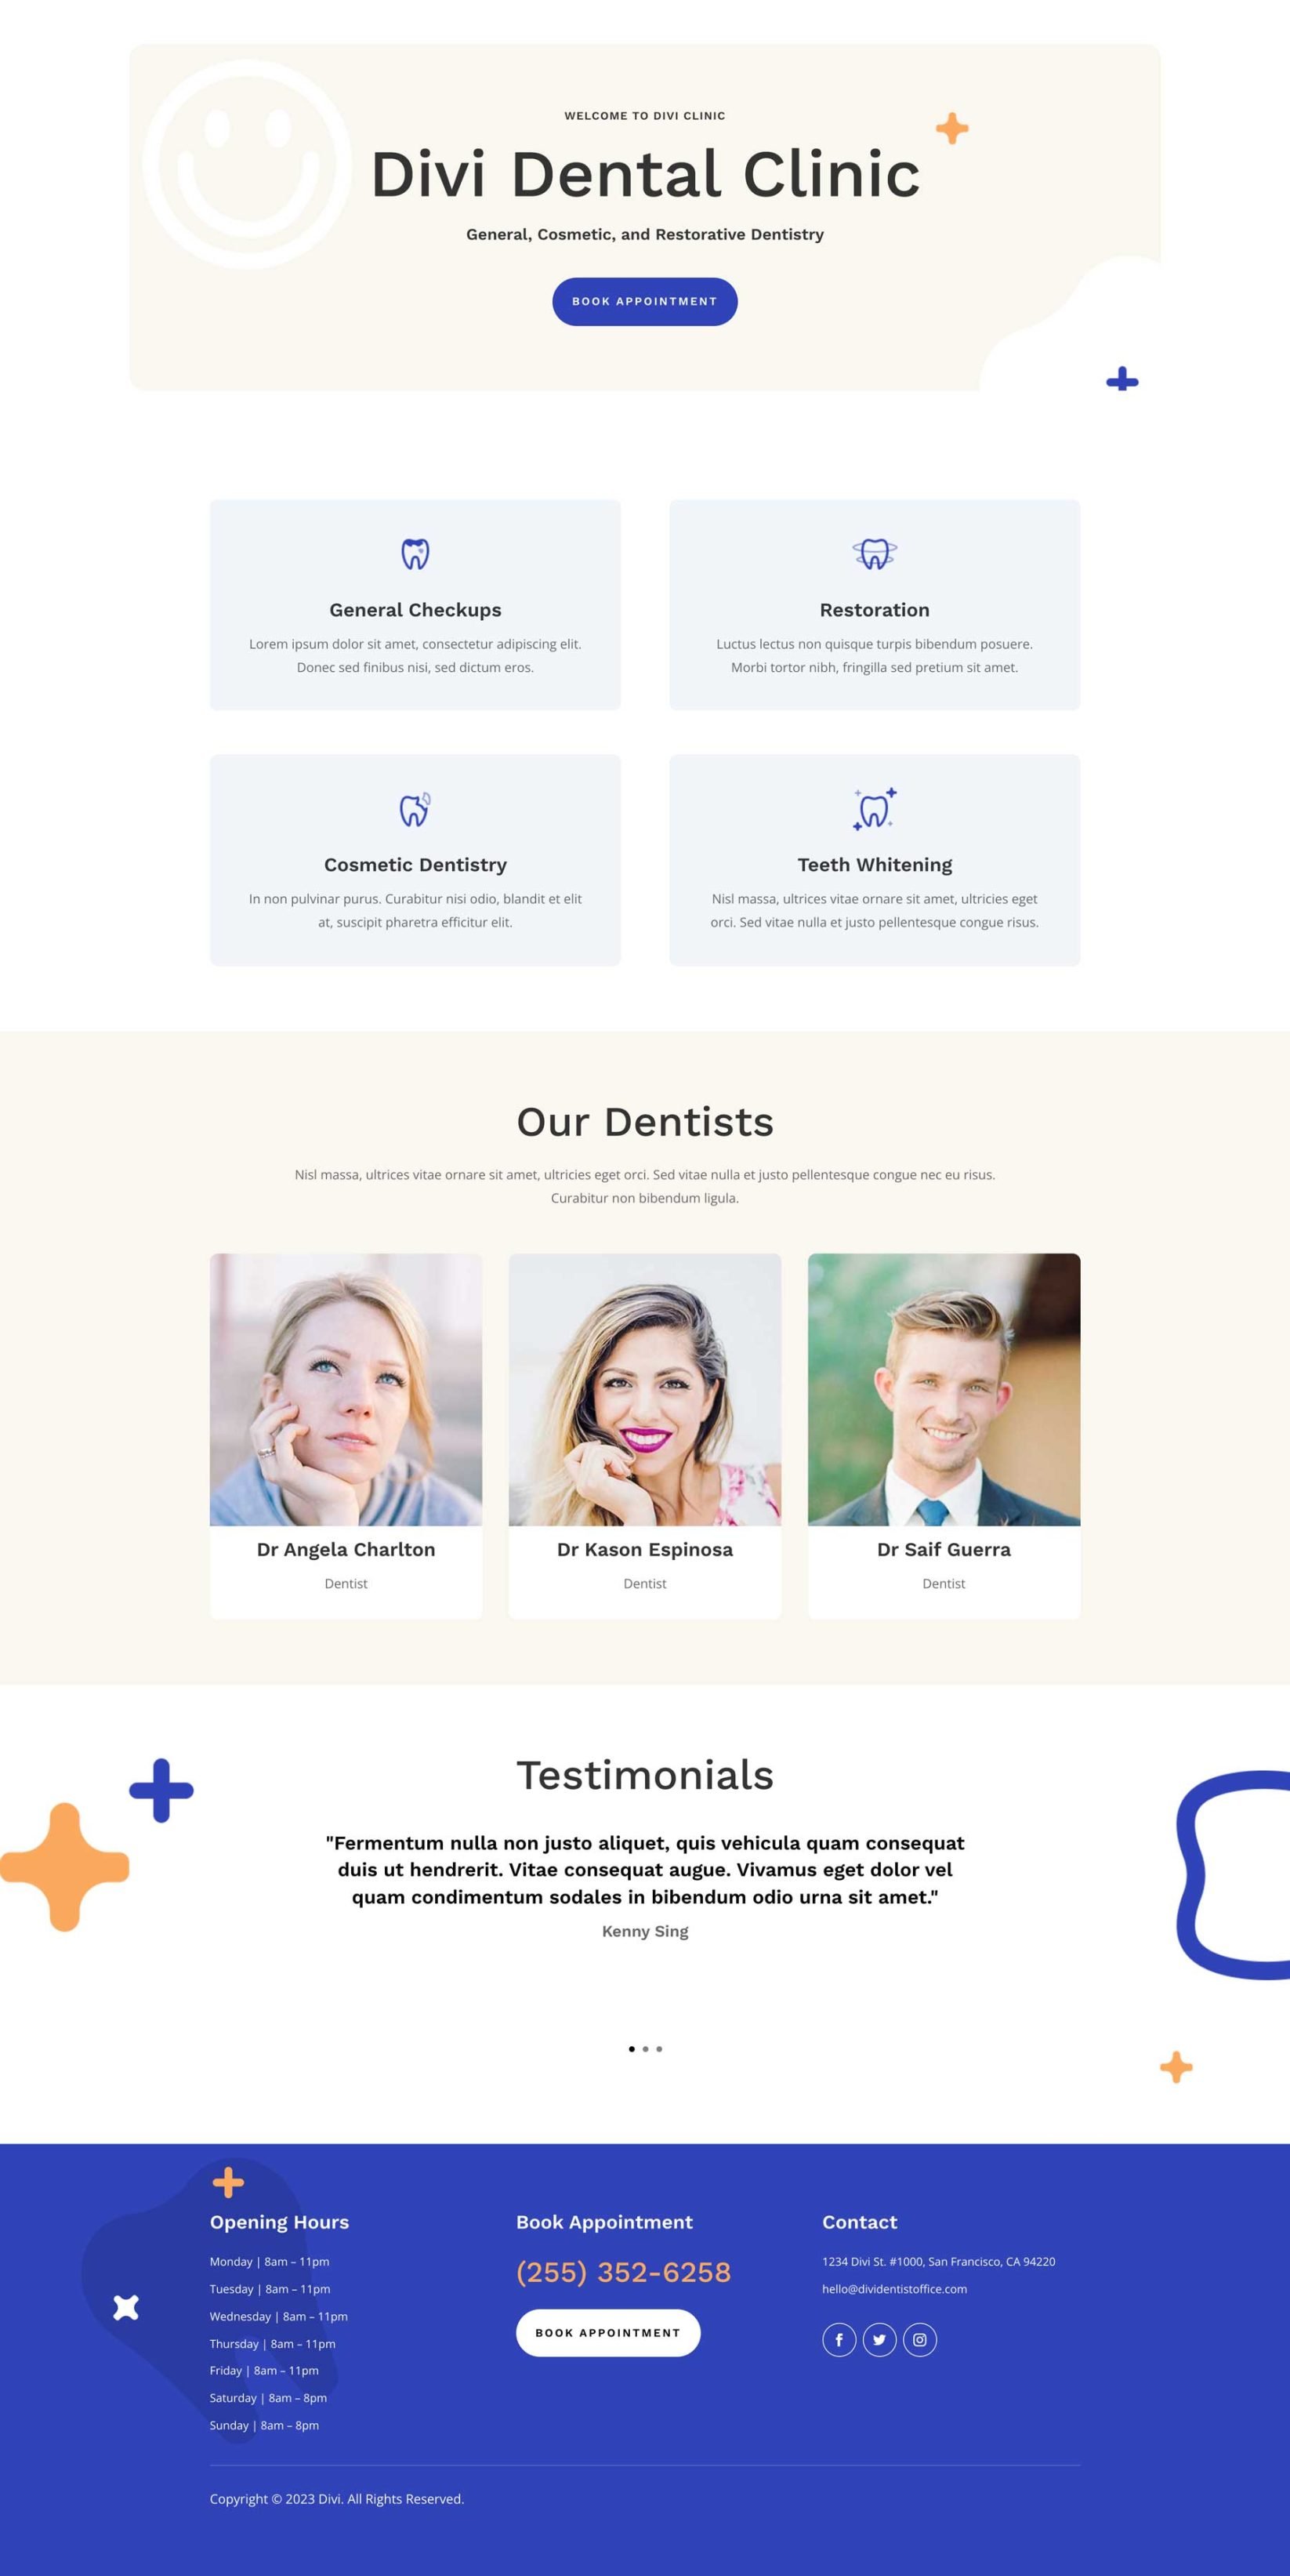 WELCOME TO DIVI CLINIC
Divi Dental Clinic
General, Cosmetic, and Restorative Dentistry
BOOK APPOINTMENT
General Checkups
Lorem ipsum dolor sit amet, consectetur adipiscing elit.
Donec sed finibus nisi, sed dictum eros.
Restoration
Luctus lectus non quisque turpis bibendum posuere.
Morbi tortor nibh, fringilla sed pretium sit amet.
Cosmetic Dentistry
In non pulvinar purus. Curabitur nisi odio, blandit et elit
at, suscipit pharetra efficitur elit.
Teeth Whitening
Nisl massa, ultrices vitae ornare sit amet, ultricies eget
orci. Sed vitae nulla et justo pellentesque congue risus.
Our Dentists
Nisl massa, ultrices vitae ornare sit amet, ultricies eget orci. Sed vitae nulla et justo pellentesque congue nec eu risus.
Curabitur non bibendum ligula.
Dr Angela Charlton
Dentist
Dr Kason Espinosa
Dentist
Dr Saif Guerra
Dentist
Testimonials
"Fermentum nulla non justo aliquet, quis vehicula quam consequat
duis ut hendrerit. Vitae consequat augue. Vivamus eget dolor vel
quam condimentum sodales in bibendum odio urna sit amet."
Kenny Sing
Opening Hours
Monday | 8am – 11pm
Tuesday | 8am – 11pm
Wednesday | 8am – 11pm
Thursday | 8am – 11pm
Friday | 8am – 11pm
Saturday | 8am – 8pm
Sunday | 8am – 8pm
Book Appointment
(255) 352-6258
BOOK APPOINTMENT
Contact
1234 Divi St. #1000, San Francisco, CA 94220
hello@dividentistoffice.com
Copyright © 2023 Divi. All Rights Reserved.